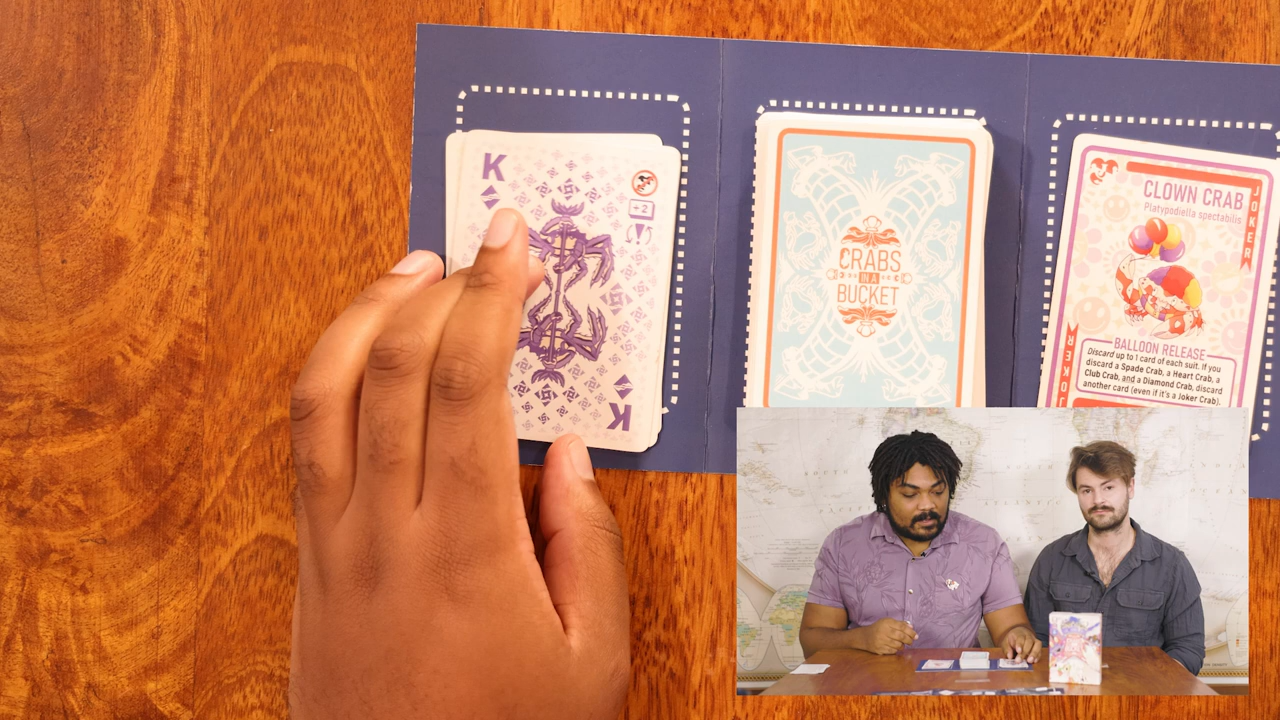 K
+2
K
CRABS
IN A
BUCKET
CLOWN CRAB
Platypodiella spectabilis
JOKER
BALLOON RELEASE
Discard up to 1 card of each suit. If you
discard a Spade Crab, a Heart Crab, a
Club Crab, and a Diamond Crab, discard
another card (even if it's a Joker Crab).
JOKER
SOUTH
ATLANTIC